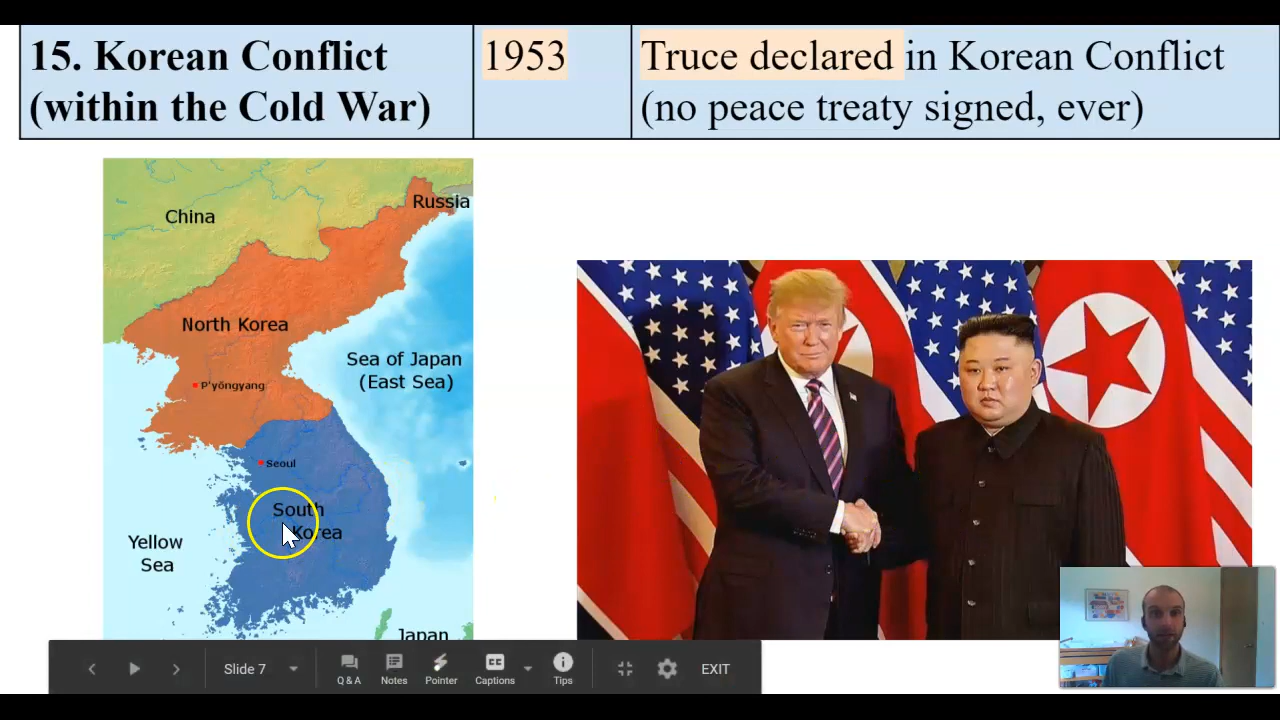 15. Korean Conflict
(within the Cold War)
1953
Truce declared in Korean Conflict
(no peace treaty signed, ever)
China
Russia
North Korea
Sea of Japan
(East Sea)
P'yŏngyang
Seoul
South
Korea
Yellow
Sea
Japan
Slide 7
Q & A
Notes
Pointer
CC
Captions
Tips
EXIT